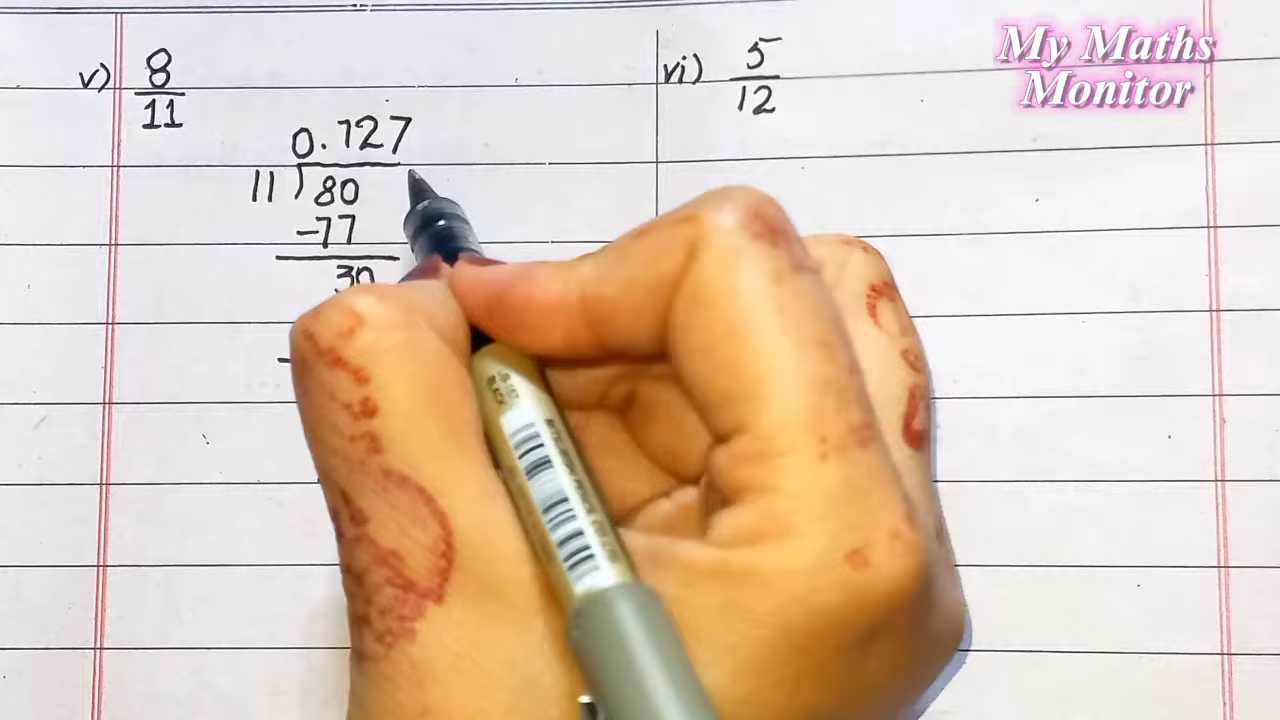 v) 8/11
0.727
11 ) 80
-77
30
-
vi) 5/12
My Maths
Monitor